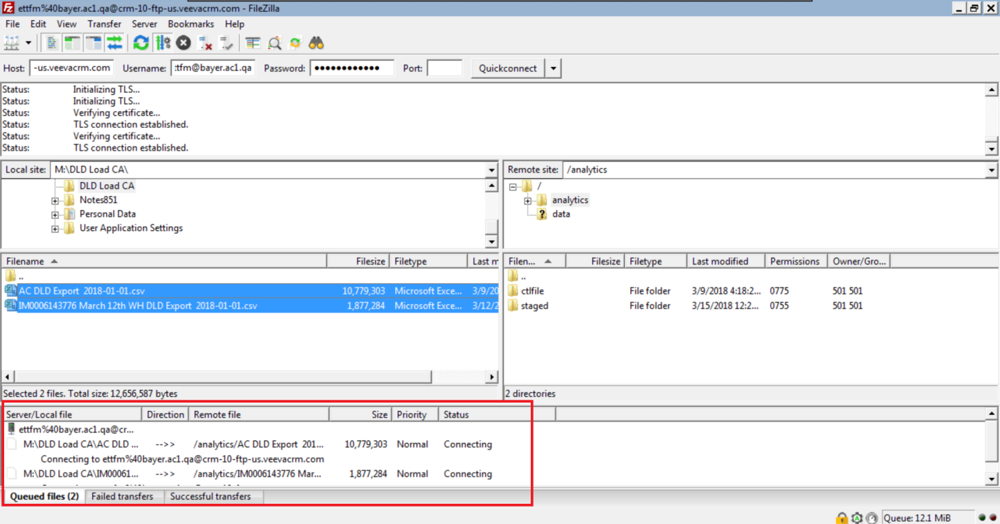 ettfm%40bayer.ac1.qa@crm-10-ftp-us.veevacrm.com - FileZilla
File Edit View Transfer Server Bookmarks Help
Host: -us.veevacrm.com Username: :tfm@bayer.ac1.qa Password: ●●●●●●●●●●●● Port: Quickconnect
Status: Initializing TLS...
Status: Initializing TLS...
Status: Verifying certificate...
Status: TLS connection established.
Status: Verifying certificate...
Status: TLS connection established.
Local site: M:\DLD Load CA\
DLD Load CA
Notes851
Personal Data
User Application Settings
Remote site: /analytics
/
analytics
data
Filename Filesize Filetype Last m
..
AC DLD Export 2018-01-01.csv 10,779,303 Microsoft Exce... 3/9/20
IM0006143776 March 12th WH DLD Export 2018-01-01.csv 1,877,284 Microsoft Exce... 3/12/2
Selected 2 files. Total size: 12,656,587 bytes
Filen... Filesize Filetype Last modified Permissions Owner/Gro...
..
ctlfile File folder 3/9/2018 4:18:2... 0775 501 501
staged File folder 3/15/2018 12:2... 0755 501 501
2 directories
Server/Local file Direction Remote file Size Priority Status
ettfm%40bayer.ac1.qa@cr...
M:\DLD Load CA\AC DLD ... -->> /analytics/AC DLD Export 201... 10,779,303 Normal Connecting
Connecting to ettfm%40bayer.ac1.qa@crm-10-ftp-us.veevacrm.com
M:\DLD Load CA\IM00061... -->> /analytics/IM0006143776 Mar... 1,877,284 Normal Connecting
Queued files (2) Failed transfers Successful transfers
Queue: 12.1 MiB